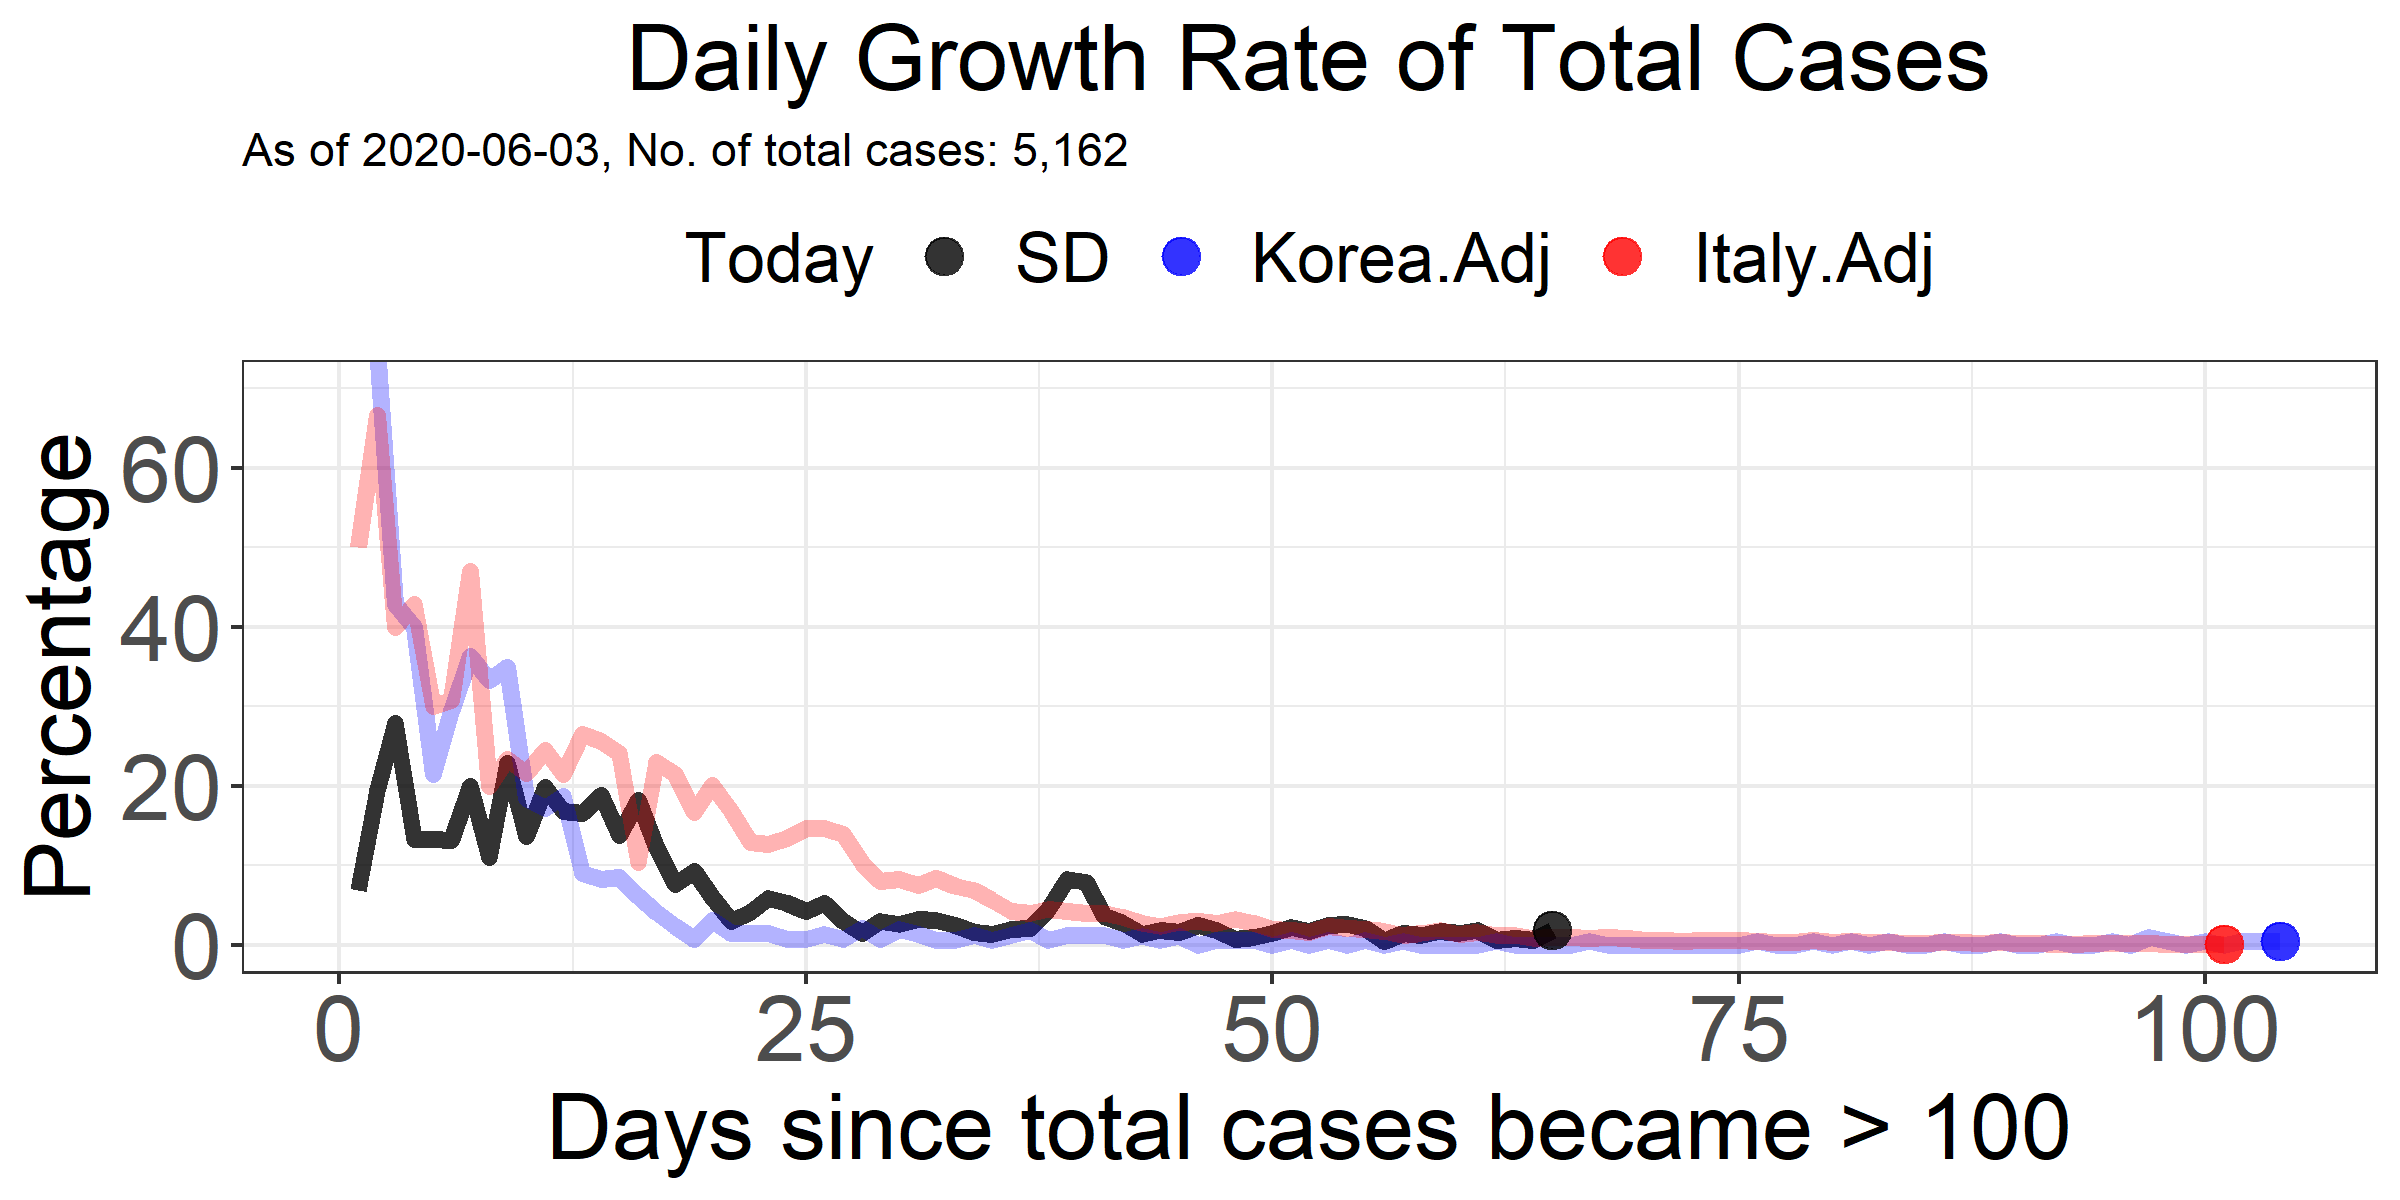 Daily Growth Rate of Total Cases
As of 2020-06-03, No. of total cases: 5,162
Today SD Korea.Adj Italy.Adj
Percentage
60
40
20
0
0 25 50 75 100
Days since total cases became > 100